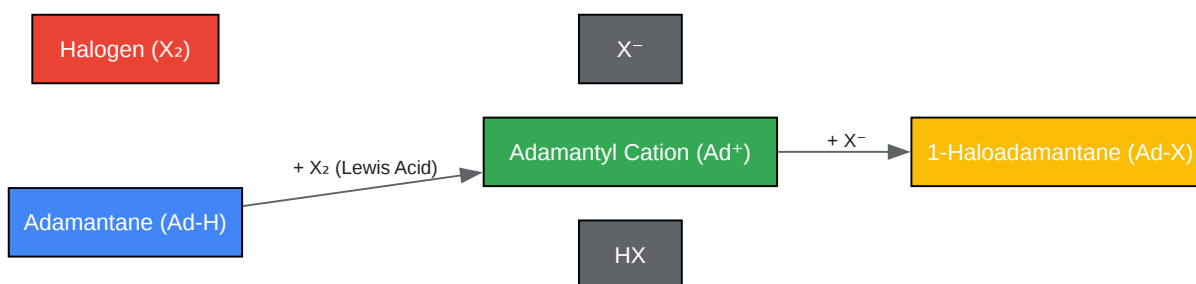 Halogen (X₂)
X⁻
Adamantane (Ad-H)
+ X₂ (Lewis Acid)
Adamantyl Cation (Ad⁺)
+ X⁻
1-Haloadamantane (Ad-X)
HX